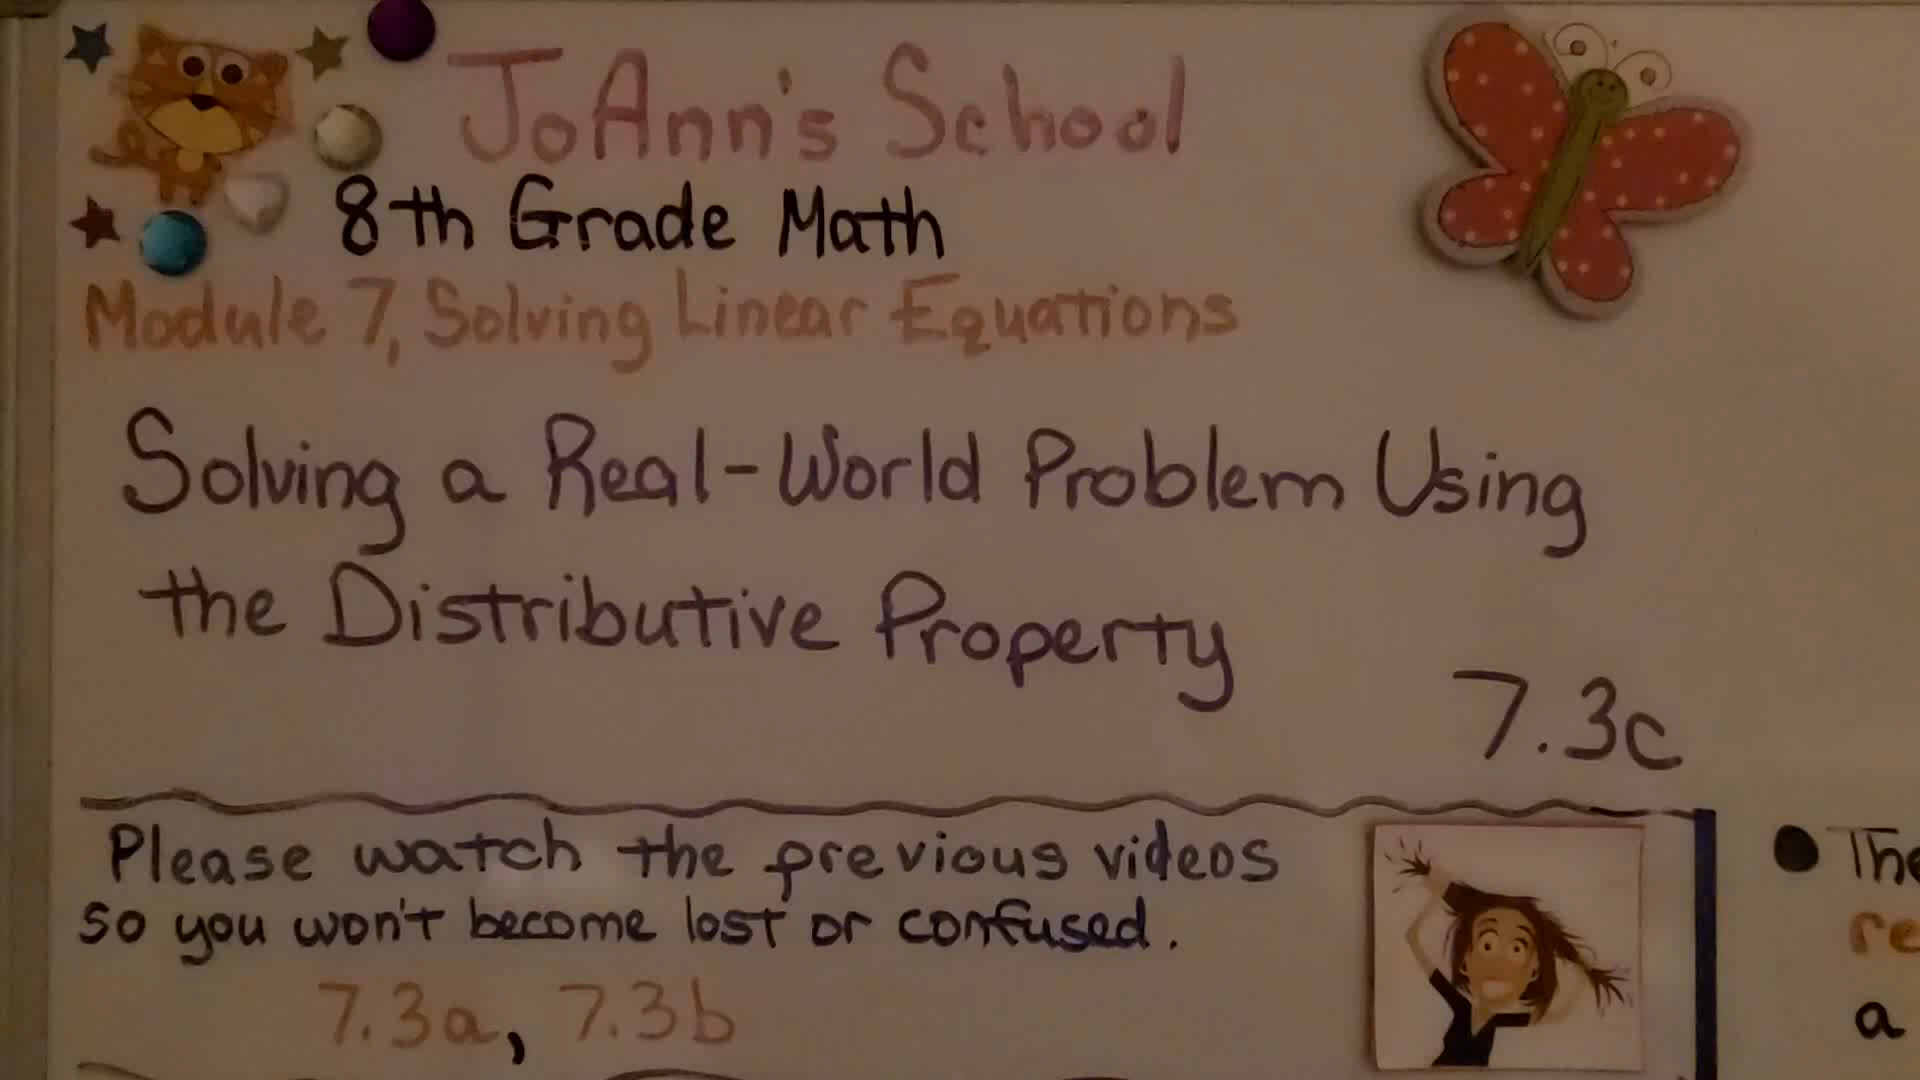 JoAnn's School
8th Grade Math
Module 7, Solving Linear Equations
Solving a Real-World Problem Using
the Distributive Property
7.3c
Please watch the previous videos
so you won't become lost or confused.
7.3a, 7.3b
The
re
a